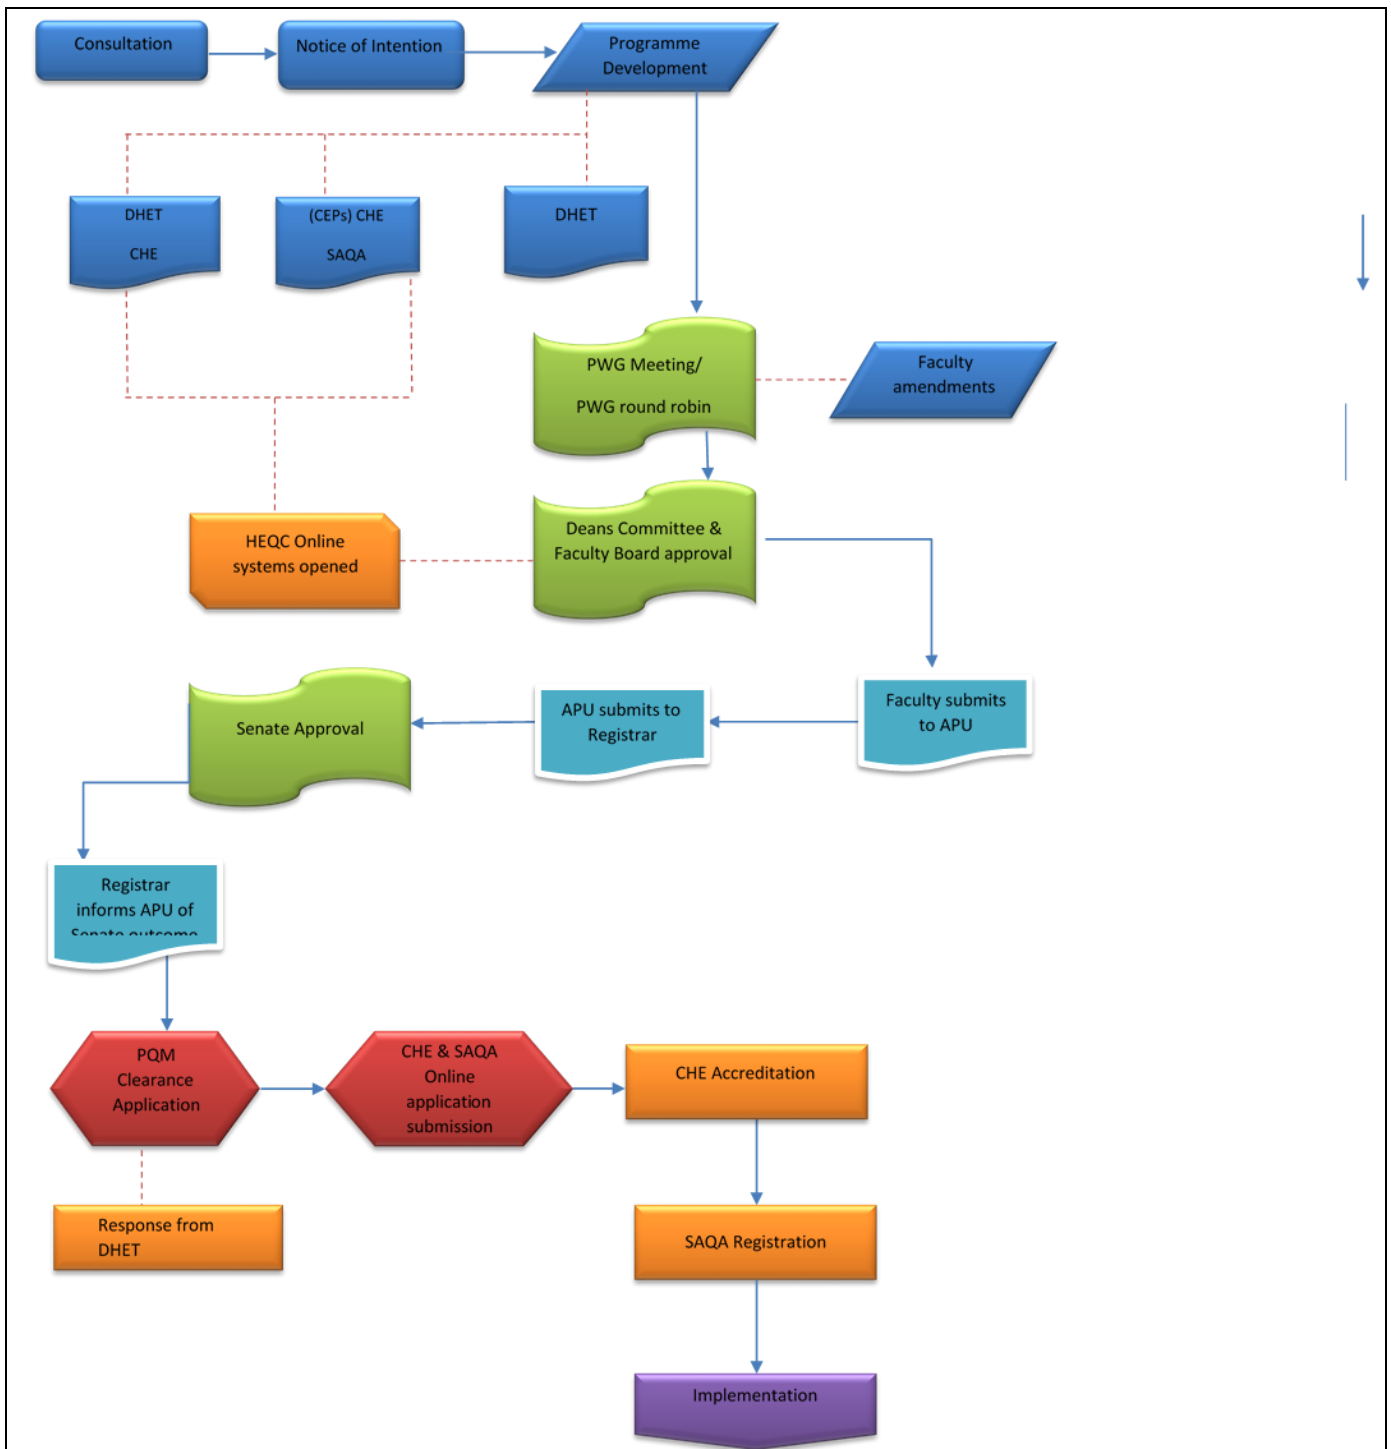 Consultation
Notice of Intention
Programme
Development
DHET
CHE
(CEPs) CHE
SAQA
DHET
PWG Meeting/
PWG round robin
Faculty
amendments
HEQC Online
systems opened
Deans Committee &
Faculty Board approval
Senate Approval
APU submits to
Registrar
Faculty submits
to APU
Registrar
informs APU of
Senate outcome
PQM
Clearance
Application
CHE & SAQA
Online
application
submission
CHE Accreditation
Response from
DHET
SAQA Registration
Implementation